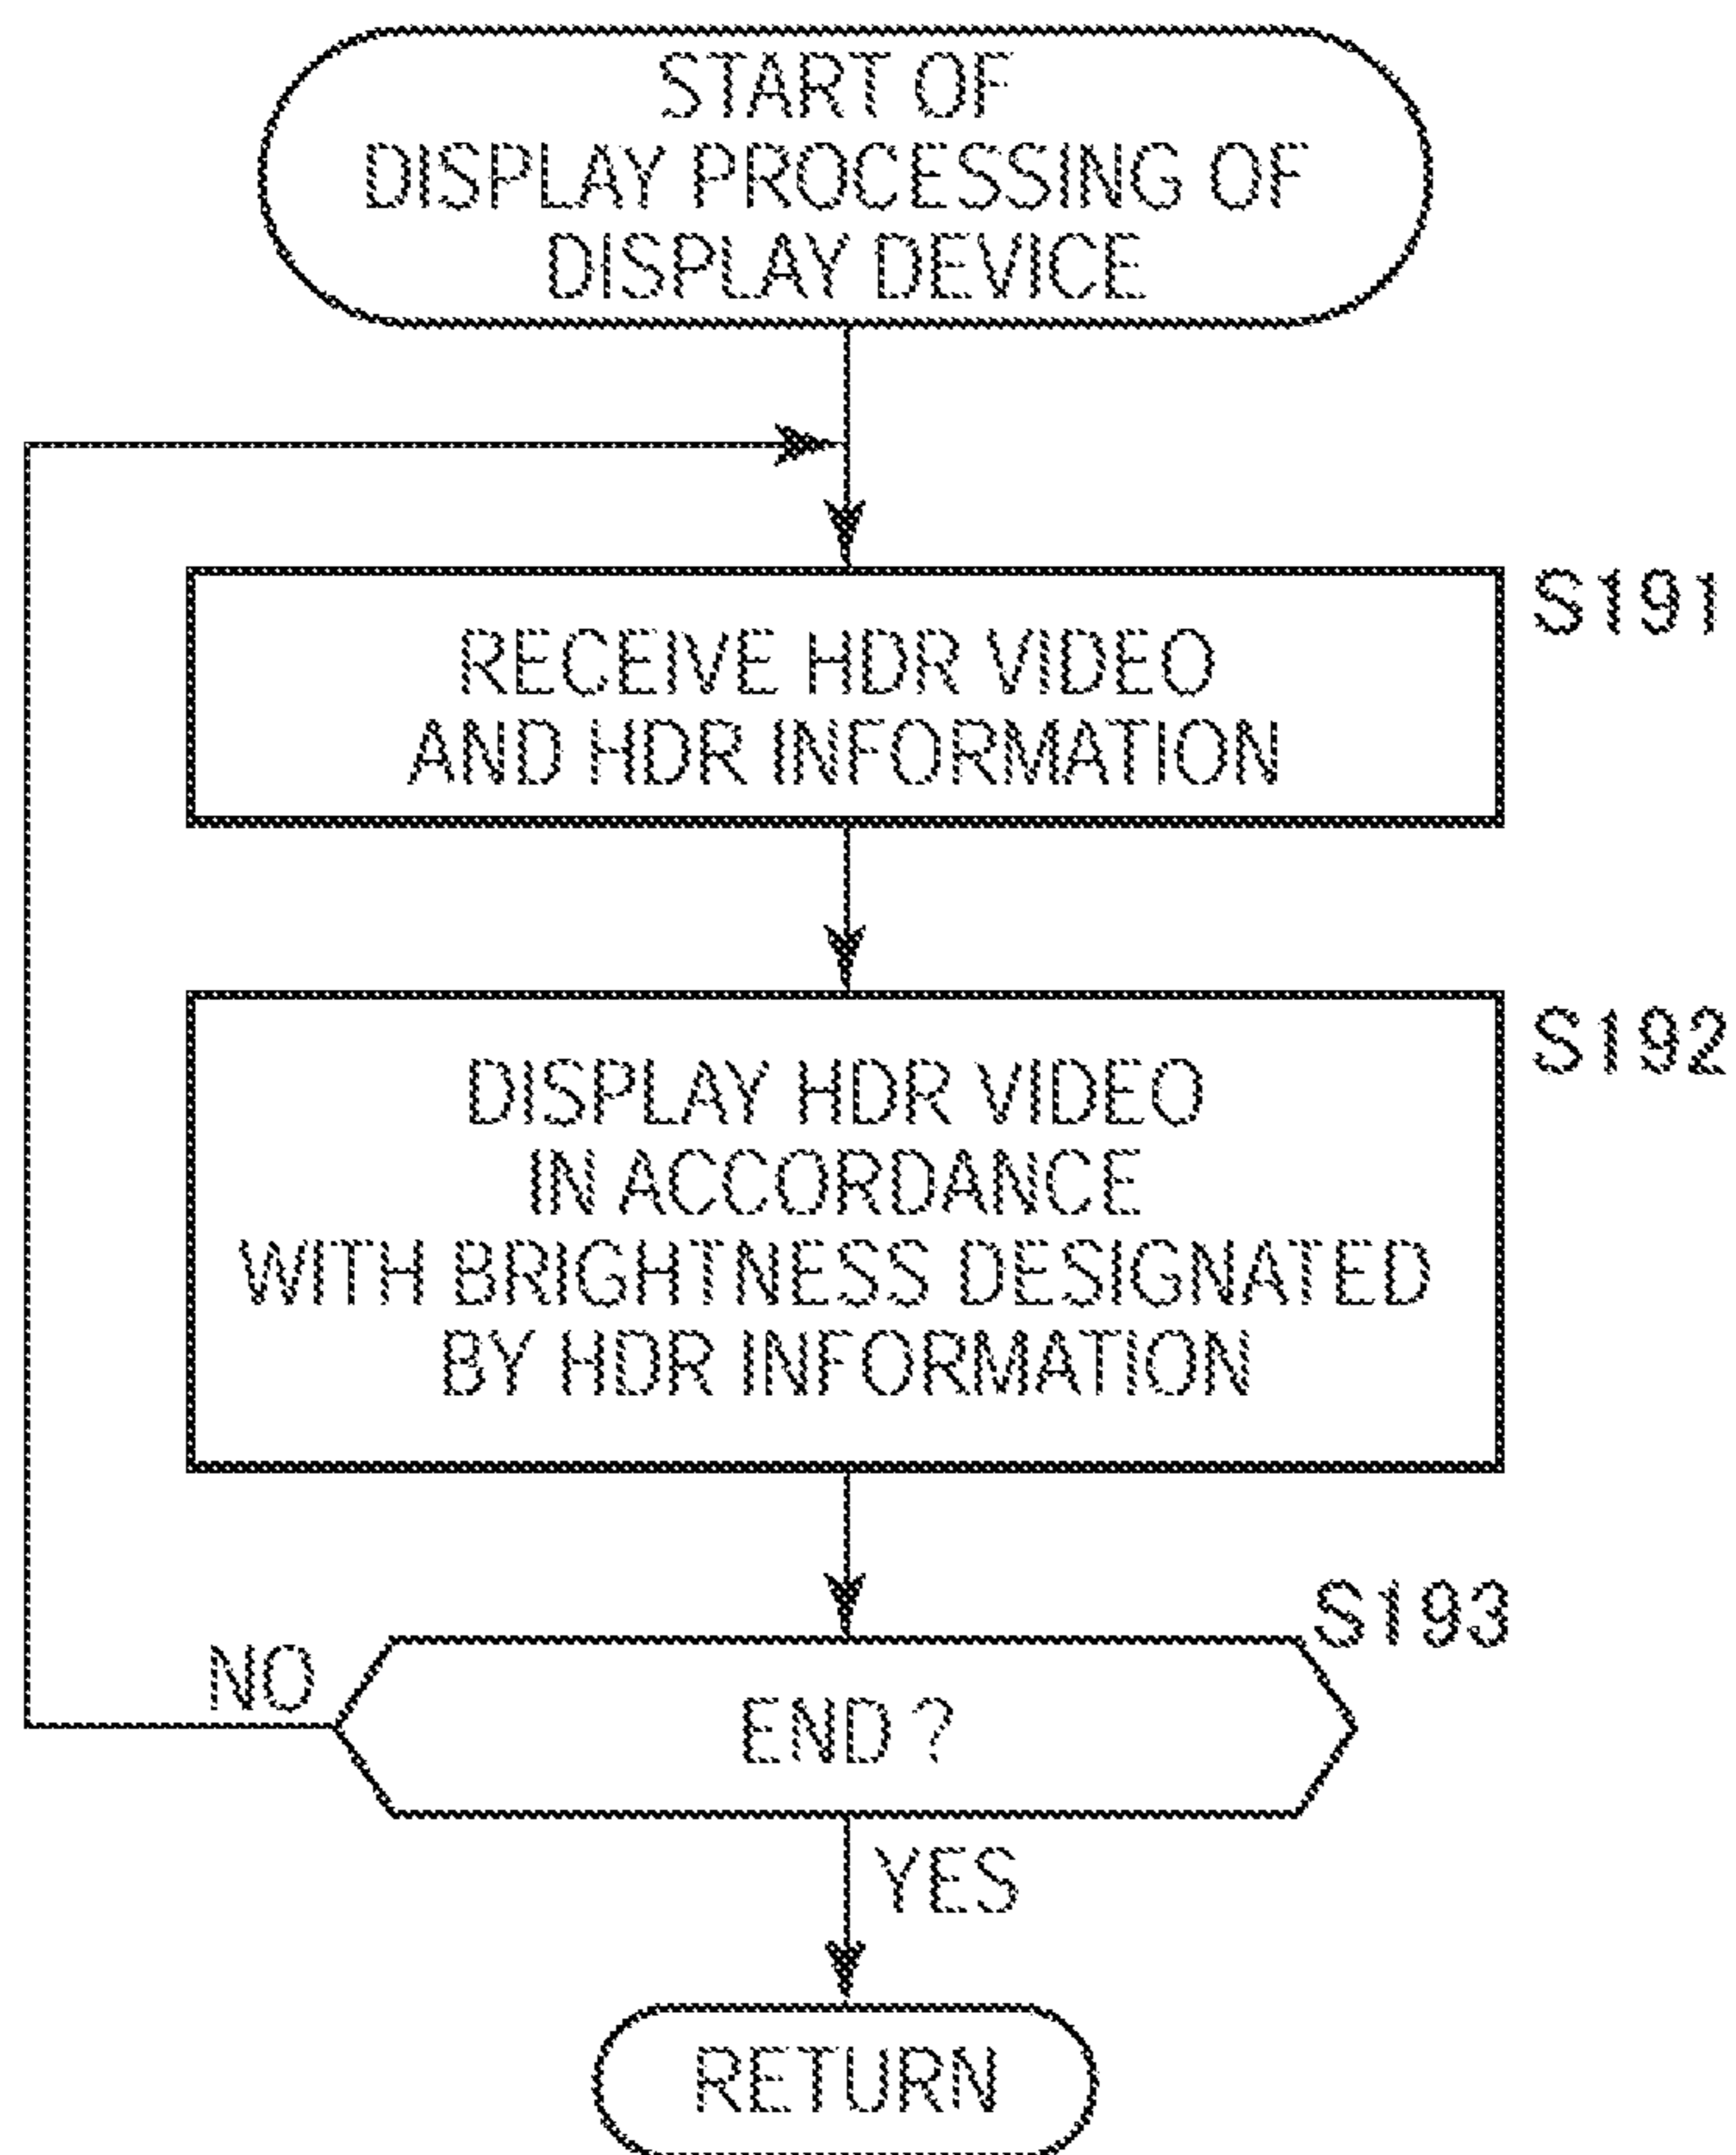 START OF
DISPLAY PROCESSING OF
DISPLAY DEVICE
S191
RECEIVE HDR VIDEO
AND HDR INFORMATION
S192
DISPLAY HDR VIDEO
IN ACCORDANCE
WITH BRIGHTNESS DESIGNATED
BY HDR INFORMATION
S193
NO
END ?
YES
RETURN